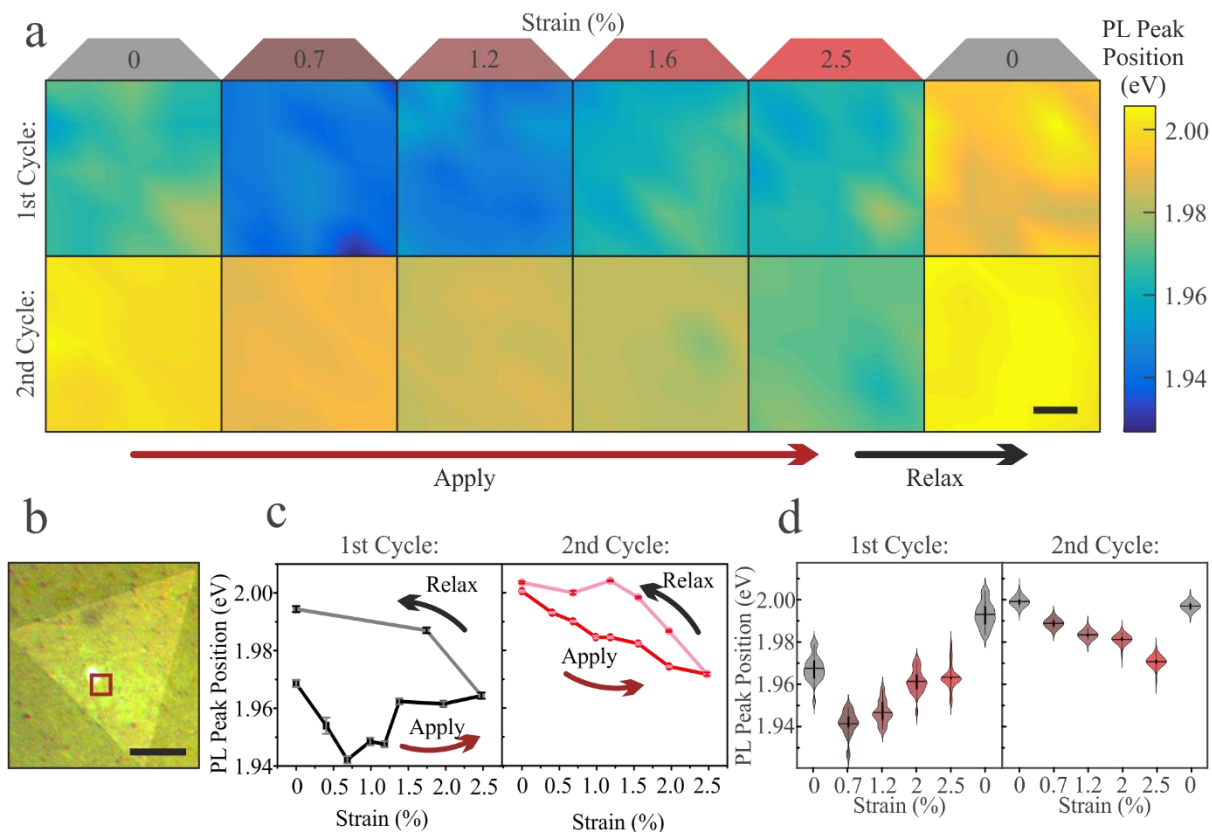 a
Strain (%)
0 0.7 1.2 1.6 2.5 0
PL Peak
Position
(eV)
1st Cycle:
2nd Cycle:
2.00
1.98
1.96
1.94
Apply
Relax
b
c
1st Cycle: 2nd Cycle:
PL Peak Position (eV)
2.00
1.98
1.96
1.94
Relax
Apply
Relax
Apply
0 0.5 1.0 1.5 2.0 2.5 0 0.5 1.0 1.5 2.0 2.5
Strain (%) Strain (%)
d
1st Cycle: 2nd Cycle:
PL Peak Position (eV)
2.00
1.98
1.96
1.94
0 0.7 1.2 2 2.5 0 0 0.7 1.2 2 2.5 0
Strain (%) Strain (%)